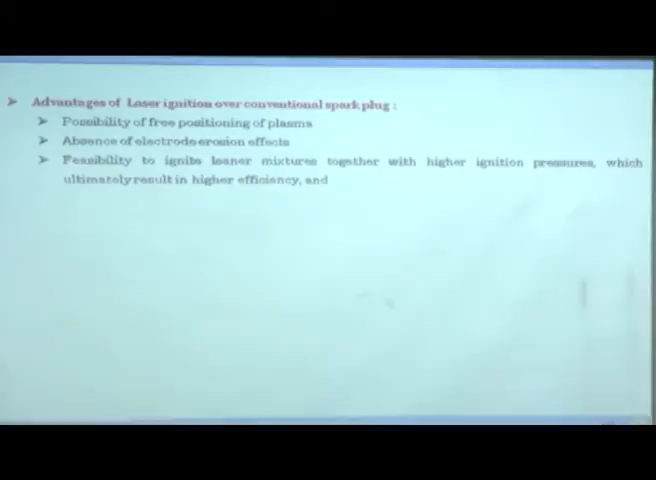 ➢ Advantages of Laser ignition over conventional spark plug :
➢ Possibility of free positioning of plasma
➢ Absence of electrode erosion effects
➢ Feasibility to ignite leaner mixtures together with higher ignition pressures, which
ultimately result in higher efficiency, and